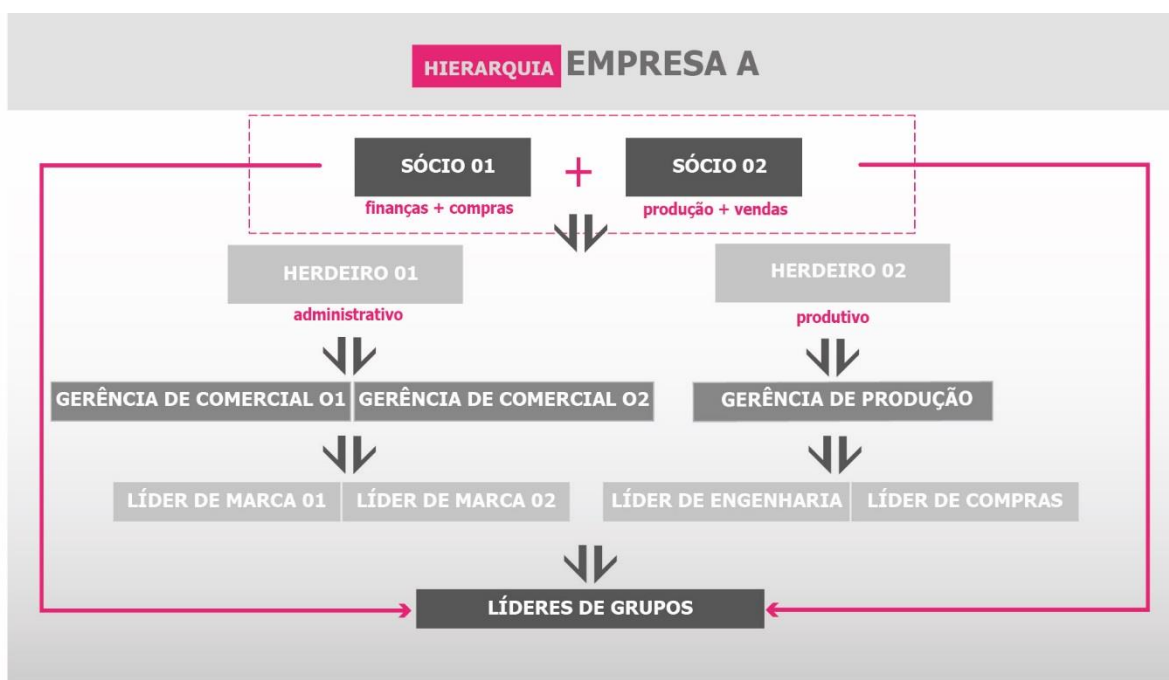 HIERARQUIA EMPRESA A
SÓCIO 01 + SÓCIO 02
finanças + compras produção + vendas
HERDEIRO 01 HERDEIRO 02
administrativo produtivo
GERÊNCIA DE COMERCIAL O1 GERÊNCIA DE COMERCIAL O2 GERÊNCIA DE PRODUÇÃO
LÍDER DE MARCA 01 LÍDER DE MARCA 02 LÍDER DE ENGENHARIA LÍDER DE COMPRAS
LÍDERES DE GRUPOS